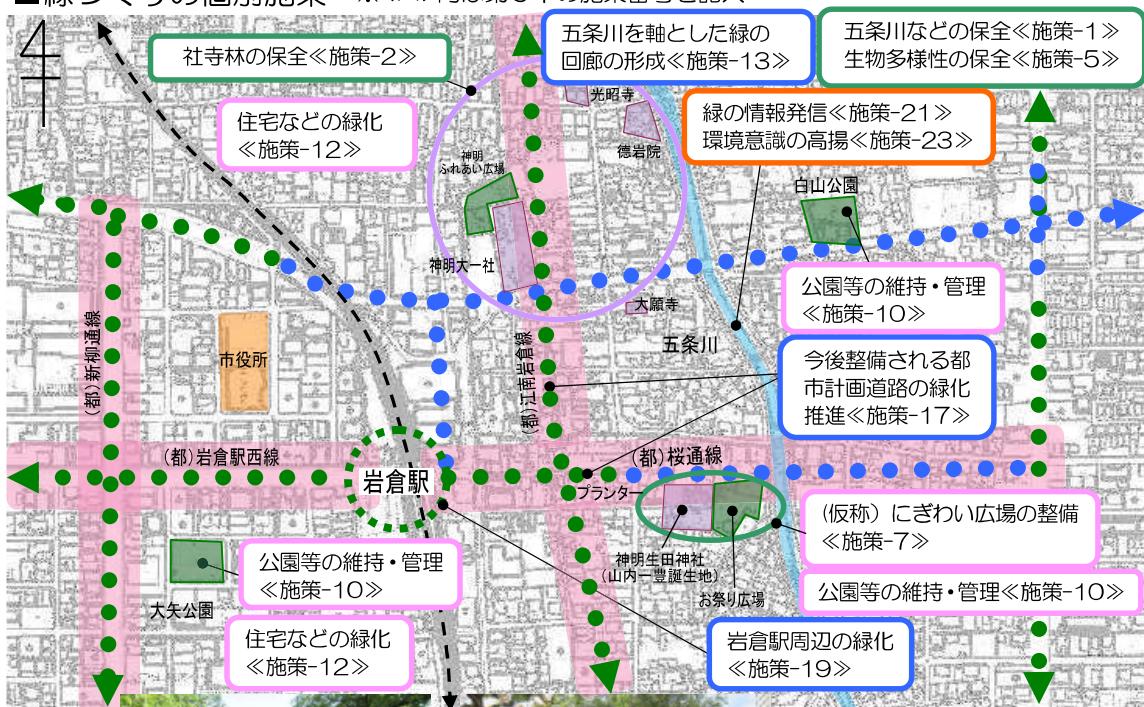 社寺林の保全≪施策-2≫
五条川を軸とした緑の
回廊の形成≪施策-13≫
五条川などの保全≪施策-1≫
生物多様性の保全≪施策-5≫
住宅などの緑化
≪施策-12≫
光昭寺
徳岩院
緑の情報発信≪施策-21≫
環境意識の高揚≪施策-23≫
神明
ふれあい広場
白山公園
神明大一社
大願寺
公園等の維持・管理
≪施策-10≫
五条川
市役所
(都)新柳通線
(都)江南岩倉線
今後整備される都
市計画道路の緑化
推進≪施策-17≫
(都)岩倉駅西線
岩倉駅
(都)桜通線
プランター
(仮称)にぎわい広場の整備
≪施策-7≫
神明生田神社
(山内一豊誕生地)
お祭り広場
公園等の維持・管理
≪施策-10≫
大矢公園
公園等の維持・管理≪施策-10≫
住宅などの緑化
≪施策-12≫
岩倉駅周辺の緑化
≪施策-19≫